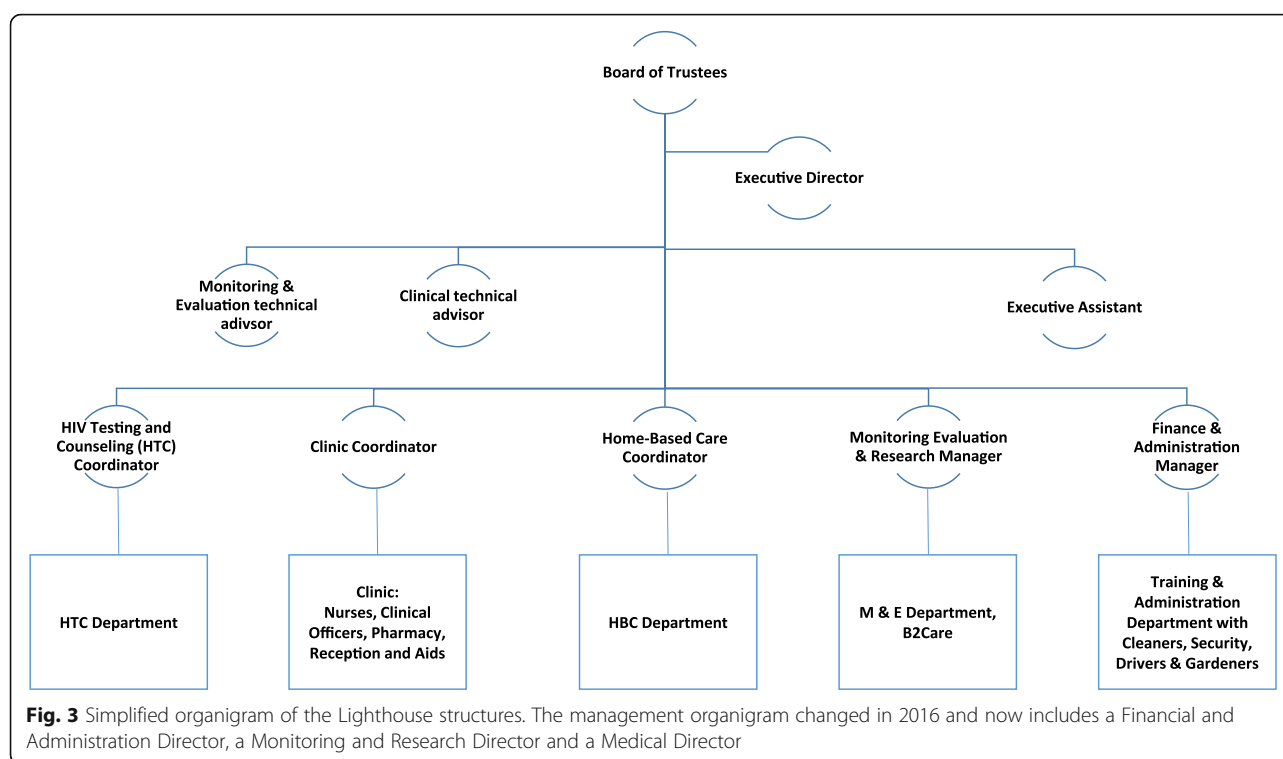 Board of Trustees
Executive Director
Monitoring &
Evaluation technical
adivsor
Clinical technical
advisor
Executive Assistant
HIV Testing and
Counseling (HTC)
Coordinator
Clinic Coordinator
Home-Based Care
Coordinator
Monitoring Evaluation
& Research Manager
Finance &
Administration
Manager
HTC Department
Clinic:
Nurses, Clinical
Officers, Pharmacy,
Reception and Aids
HBC Department
M & E Department,
B2Care
Training &
Administration
Department with
Cleaners, Security,
Drivers & Gardeners
Fig. 3 Simplified organigram of the Lighthouse structures. The management organigram changed in 2016 and now includes a Financial and
Administration Director, a Monitoring and Research Director and a Medical Director